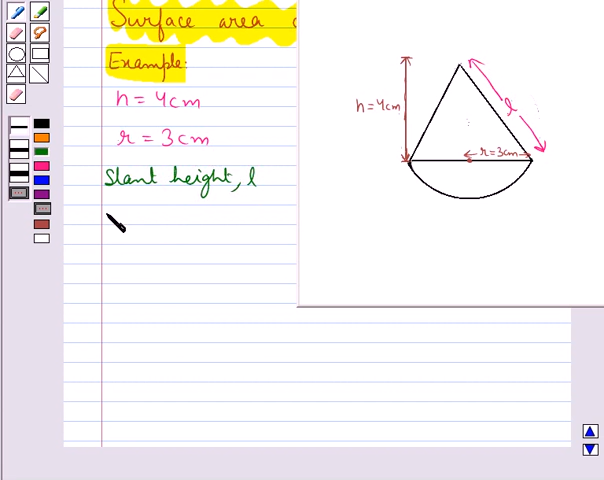 Surface area
Example:
h = 4cm
r = 3cm
Slant height, l
h = 4cm
l
r = 3cm